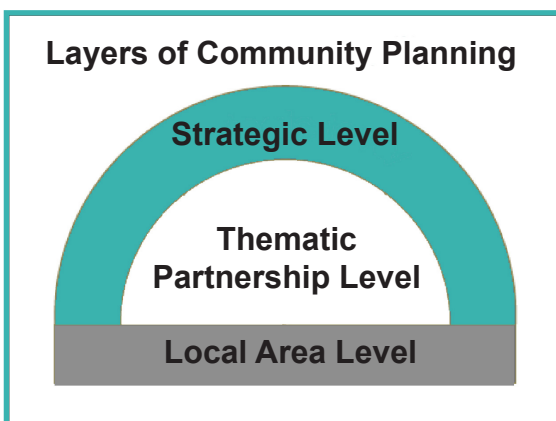 Layers of Community Planning
Strategic Level
Thematic
Partnership Level
Local Area Level